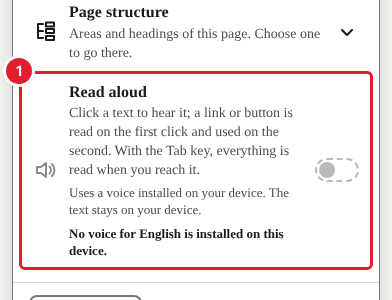 Page structure
Areas and headings of this page. Choose one
to go there.
1
Read aloud
Click a text to hear it; a link or button is
read on the first click and used on the
second. With the Tab key, everything is
read when you reach it.
Uses a voice installed on your device. The
text stays on your device.
No voice for English is installed on this
device.